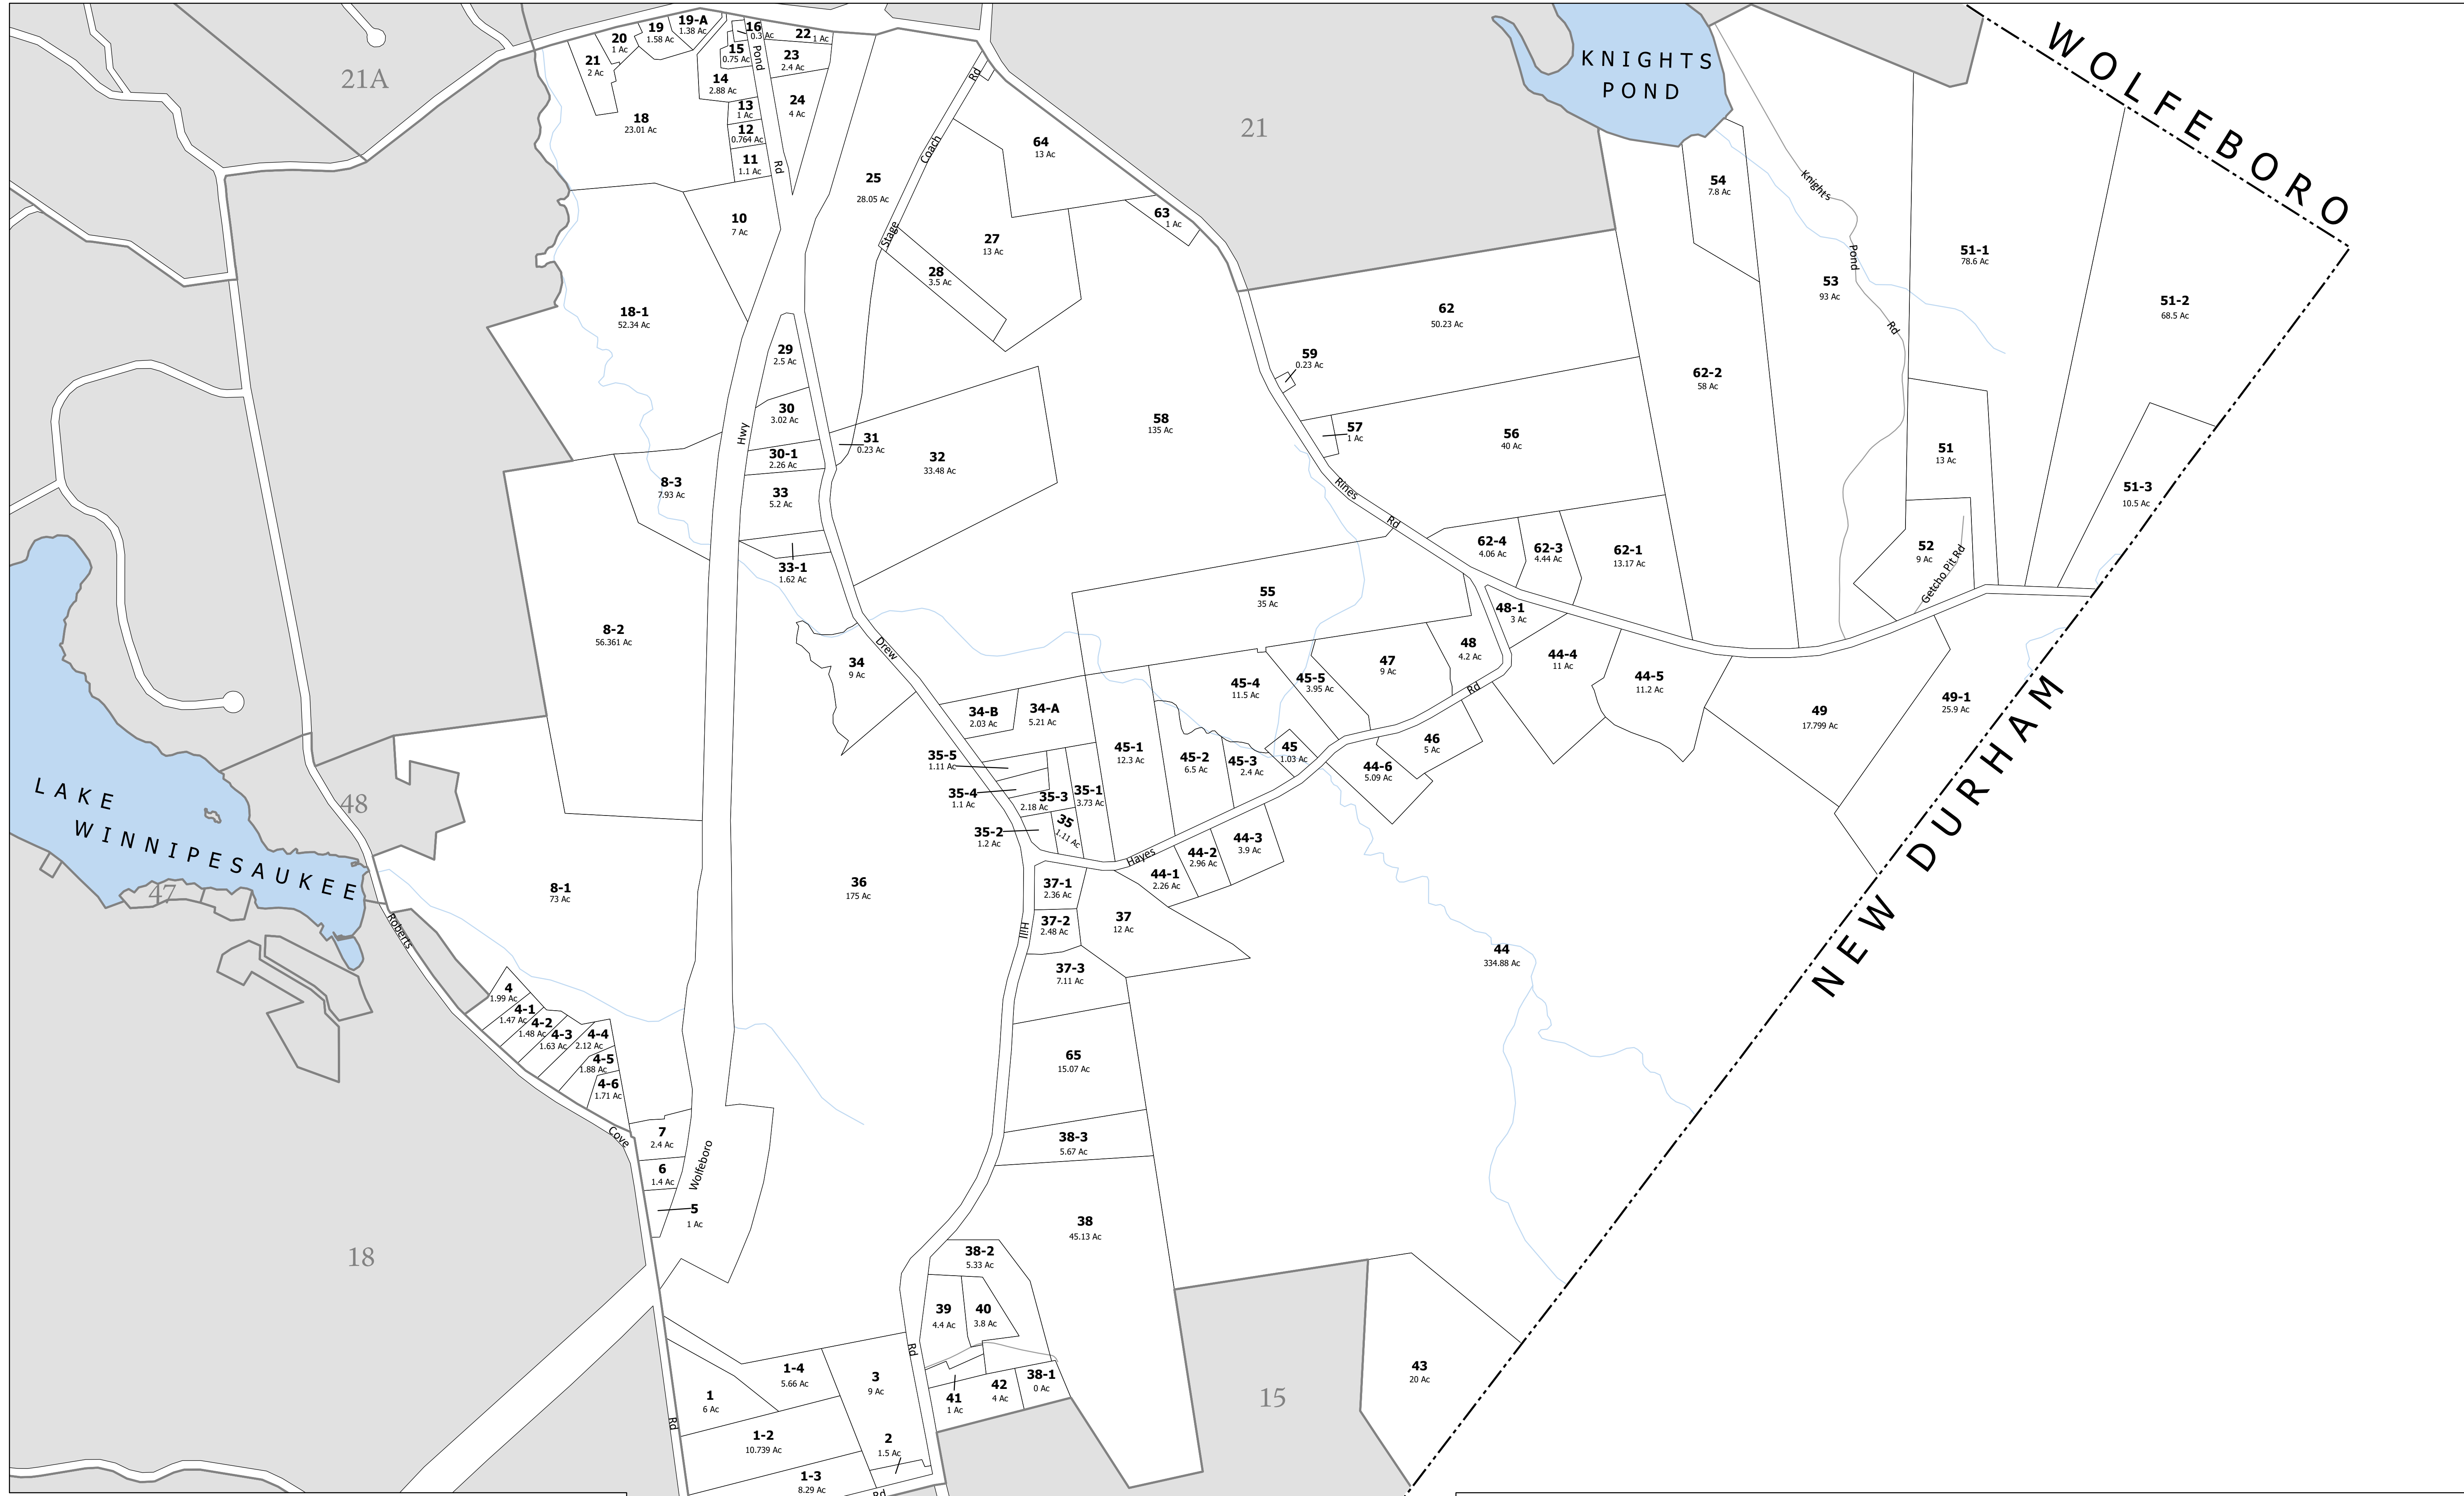 21A
20
1 Ac
19
1.58 Ac
19-A
1.38 Ac
16
0.3 Ac
22
1 Ac
21
2 Ac
15
0.75 Ac
23
2.4 Ac
14
2.88 Ac
Pond
Rd
13
1 Ac
12
0.764 Ac
11
1.1 Ac
24
4 Ac
18
23.01 Ac
10
7 Ac
25
28.05 Ac
Stage
Coach
Rd
64
13 Ac
63
1 Ac
27
13 Ac
28
3.5 Ac
21
KNIGHTS
POND
WOLFEBORO
54
7.8 Ac
Knights
Pond
Rd
53
93 Ac
51-1
78.6 Ac
51-2
68.5 Ac
18-1
52.34 Ac
29
2.5 Ac
30
3.02 Ac
30-1
2.26 Ac
31
0.23 Ac
32
33.48 Ac
Hwy
8-3
7.93 Ac
33
5.2 Ac
33-1
1.62 Ac
58
135 Ac
62
50.23 Ac
59
0.23 Ac
57
1 Ac
56
40 Ac
62-2
58 Ac
51
13 Ac
51-3
10.5 Ac
52
9 Ac
Getcho Pit Rd
Rines
Rd
62-4
4.06 Ac
62-3
4.44 Ac
62-1
13.17 Ac
55
35 Ac
48-1
3 Ac
8-2
56.361 Ac
34
9 Ac
Drew
34-B
2.03 Ac
34-A
5.21 Ac
45-4
11.5 Ac
45-5
3.95 Ac
47
9 Ac
48
4.2 Ac
44-4
11 Ac
44-5
11.2 Ac
49
17.799 Ac
49-1
25.9 Ac
NEW DURHAM
35-5
1.11 Ac
35-4
1.1 Ac
35-3
2.18 Ac
35-1
3.73 Ac
35-2
1.2 Ac
35
1.11 Ac
45-1
12.3 Ac
45-2
6.5 Ac
45-3
2.4 Ac
45
1.03 Ac
46
5 Ac
44-6
5.09 Ac
Hayes
Rd
44-3
3.9 Ac
44-2
2.96 Ac
44-1
2.26 Ac
LAKE
WINNIPESAUKEE
48
47
8-1
73 Ac
36
175 Ac
37-1
2.36 Ac
37-2
2.48 Ac
37
12 Ac
37-3
7.11 Ac
Hill
44
334.88 Ac
Roberts
4
1.99 Ac
4-1
1.47 Ac
4-2
1.48 Ac
4-3
1.63 Ac
4-4
2.12 Ac
4-5
1.88 Ac
4-6
1.71 Ac
Cove
65
15.07 Ac
38-3
5.67 Ac
7
2.4 Ac
6
1.4 Ac
Wolfeboro
5
1 Ac
18
38
45.13 Ac
38-2
5.33 Ac
39
4.4 Ac
40
3.8 Ac
Rd
1-4
5.66 Ac
3
9 Ac
1
6 Ac
41
1 Ac
42
4 Ac
38-1
0 Ac
15
43
20 Ac
Rd
1-2
10.739 Ac
2
1.5 Ac
1-3
8.29 Ac
Rd